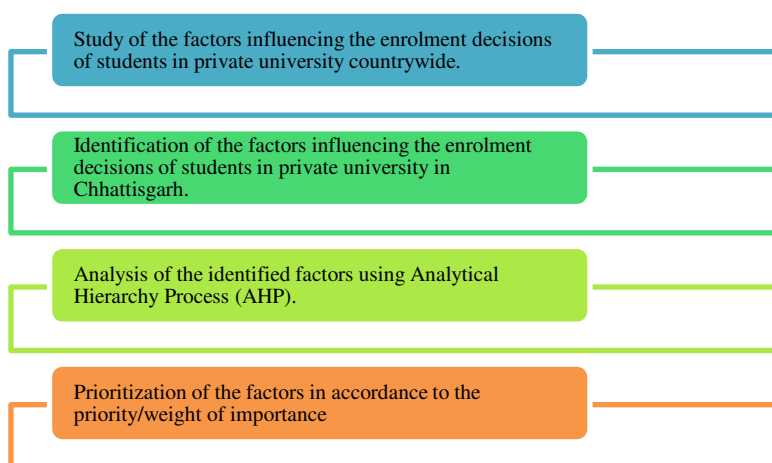 Study of the factors influencing the enrolment decisions
of students in private university countrywide.
Identification of the factors influencing the enrolment
decisions of students in private university in
Chhattisgarh.
Analysis of the identified factors using Analytical
Hierarchy Process (AHP).
Prioritization of the factors in accordance to the
priority/weight of importance